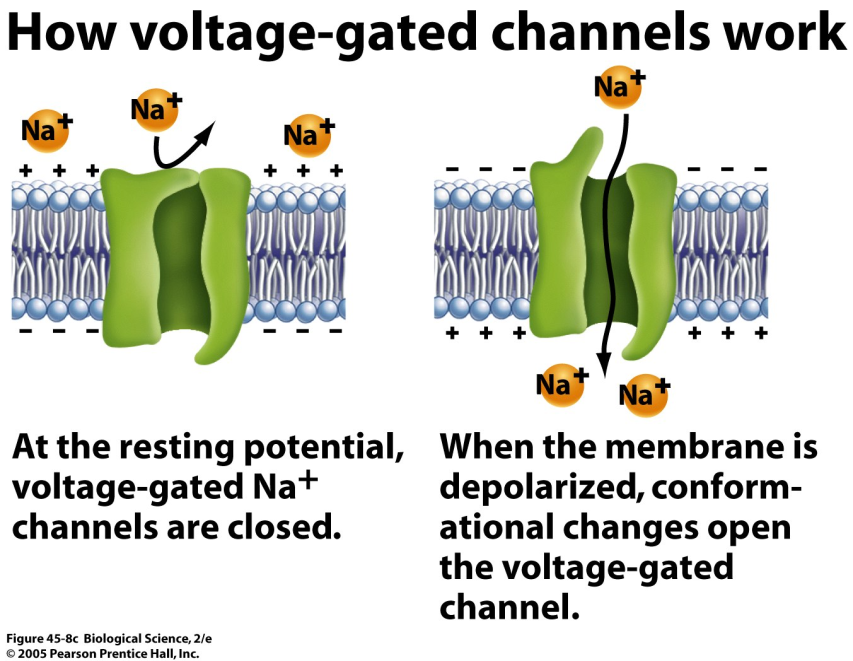 How voltage-gated channels work
Na+
Na+
Na+
+ + +
+ + +
- - -
- - -
Na+
- - -
- - -
+ + +
+ + +
Na+
Na+
At the resting potential,
voltage-gated Na+
channels are closed.
When the membrane is
depolarized, conform-
ational changes open
the voltage-gated
channel.
Figure 45-8c Biological Science, 2/e
© 2005 Pearson Prentice Hall, Inc.